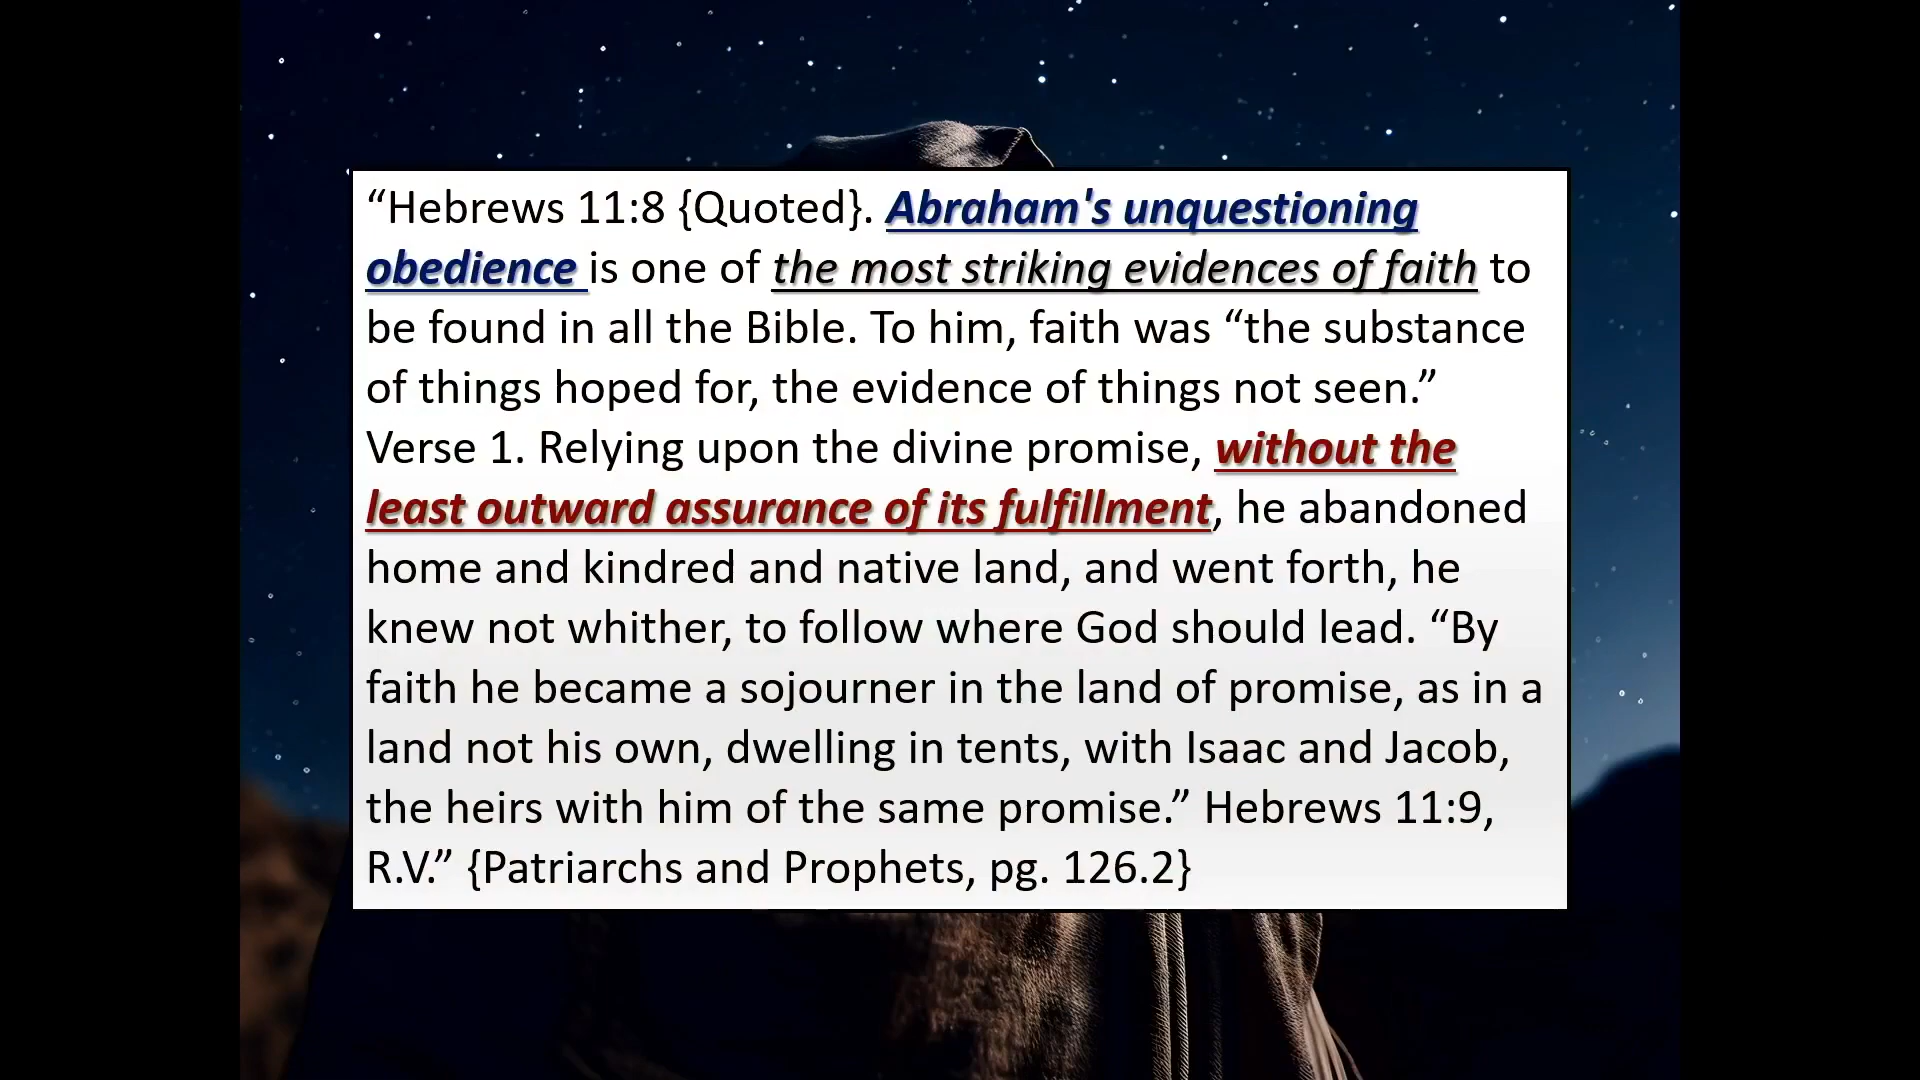 “Hebrews 11:8 {Quoted}. Abraham's unquestioning
obedience is one of the most striking evidences of faith to
be found in all the Bible. To him, faith was “the substance
of things hoped for, the evidence of things not seen.”
Verse 1. Relying upon the divine promise, without the
least outward assurance of its fulfillment, he abandoned
home and kindred and native land, and went forth, he
knew not whither, to follow where God should lead. “By
faith he became a sojourner in the land of promise, as in a
land not his own, dwelling in tents, with Isaac and Jacob,
the heirs with him of the same promise.” Hebrews 11:9,
R.V.” {Patriarchs and Prophets, pg. 126.2}